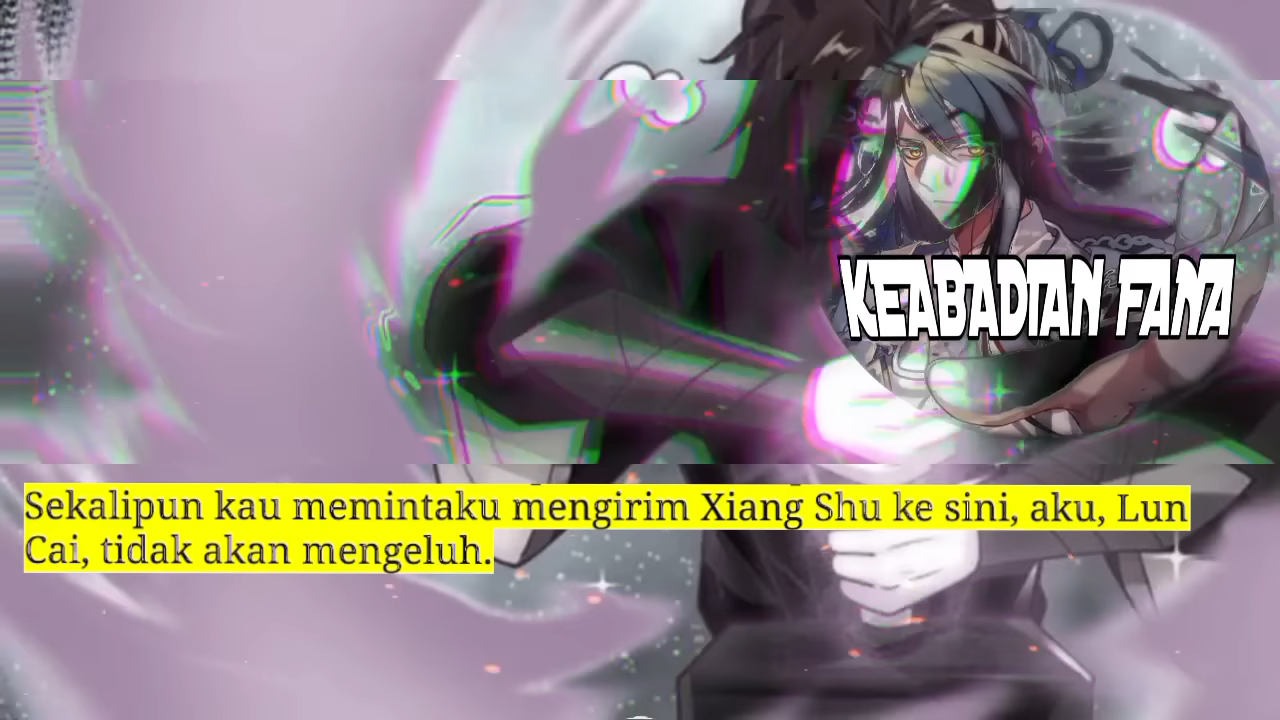 KEABADIAN FANA
Sekalipun kau memintaku mengirim Xiang Shu ke sini, aku, Lun
Cai, tidak akan mengeluh.